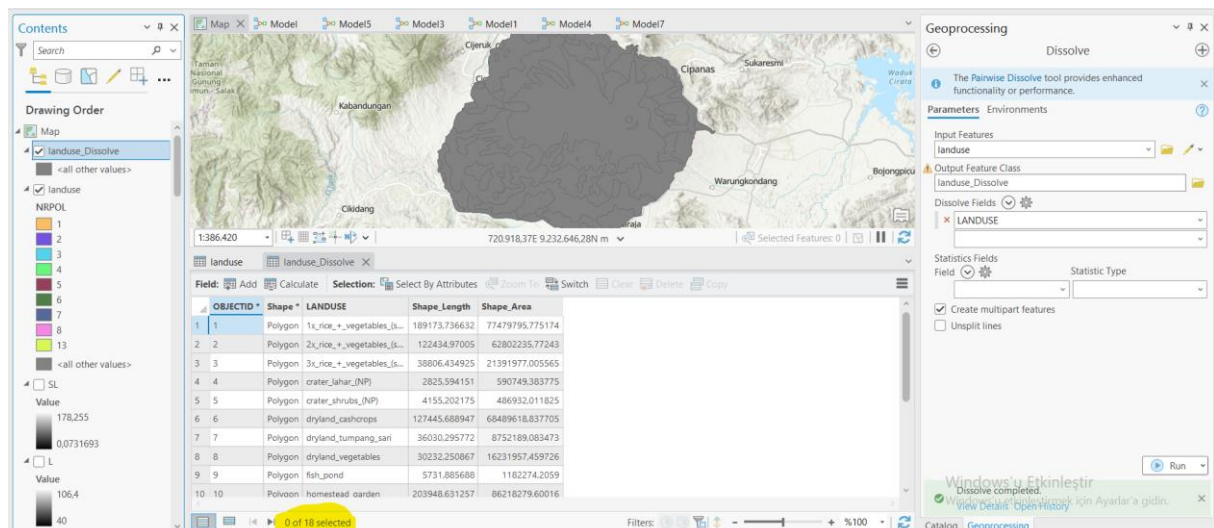 Contents
Search
Drawing Order
Map
landuse_Dissolve
<all other values>
landuse
NRPOL
1
2
3
4
5
6
7
8
13
<all other values>
SL
Value
178,255
0,0731693
L
Value
106,4
40
Map
Model
Model5
Model3
Model1
Model4
Model7
Taman
Nasional
Gunung
Cijeruk
Cipanas
Sukaresmi
Waduk
Cirata
Kabandungan
Warungkondang
Bojongpicu
Cikidang
1:386.420
720.918,37E 9.232.646,28N m
Selected Features: 0
landuse
landuse_Dissolve
Field: Add Calculate Selection: Select By Attributes Zoom To Switch Clear Delete Copy
OBJECTID * Shape * LANDUSE Shape_Length Shape_Area
1 1 Polygon 1x_rice_+_vegetables_(s... 189173,736632 77479795,775174
2 2 Polygon 2x_rice_+_vegetables_(s... 122434,97005 62802235,77243
3 3 Polygon 3x_rice_+_vegetables_(s... 38806,434925 21391977,005565
4 4 Polygon crater_lahar_(NP) 2825,594151 590749,383775
5 5 Polygon crater_shrubs_(NP) 4155,202175 486932,011825
6 6 Polygon dryland_cashcrops 127445,688947 68489618,837705
7 7 Polygon dryland_tumpang_sari 36030,295772 8752189,083473
8 8 Polygon dryland_vegetables 30232,250867 16231957,459726
9 9 Polygon fish_pond 5731,885688 1182274,2059
10 10 Polygon homestead_garden 203948,631257 86218279,60016
0 of 18 selected
Filters:
%100
Geoprocessing
Dissolve
The Pairwise Dissolve tool provides enhanced
functionality or performance.
Parameters Environments
Input Features
landuse
Output Feature Class
landuse_Dissolve
Dissolve Fields
LANDUSE
Statistics Fields
Field Statistic Type
Create multipart features
Unsplit lines
Run
Windows'u Etkinleştir
Dissolve completed.
Windows'u etkinleştirmek için Ayarlar'a gidin.
View Details Open History
Catalog Geoprocessing